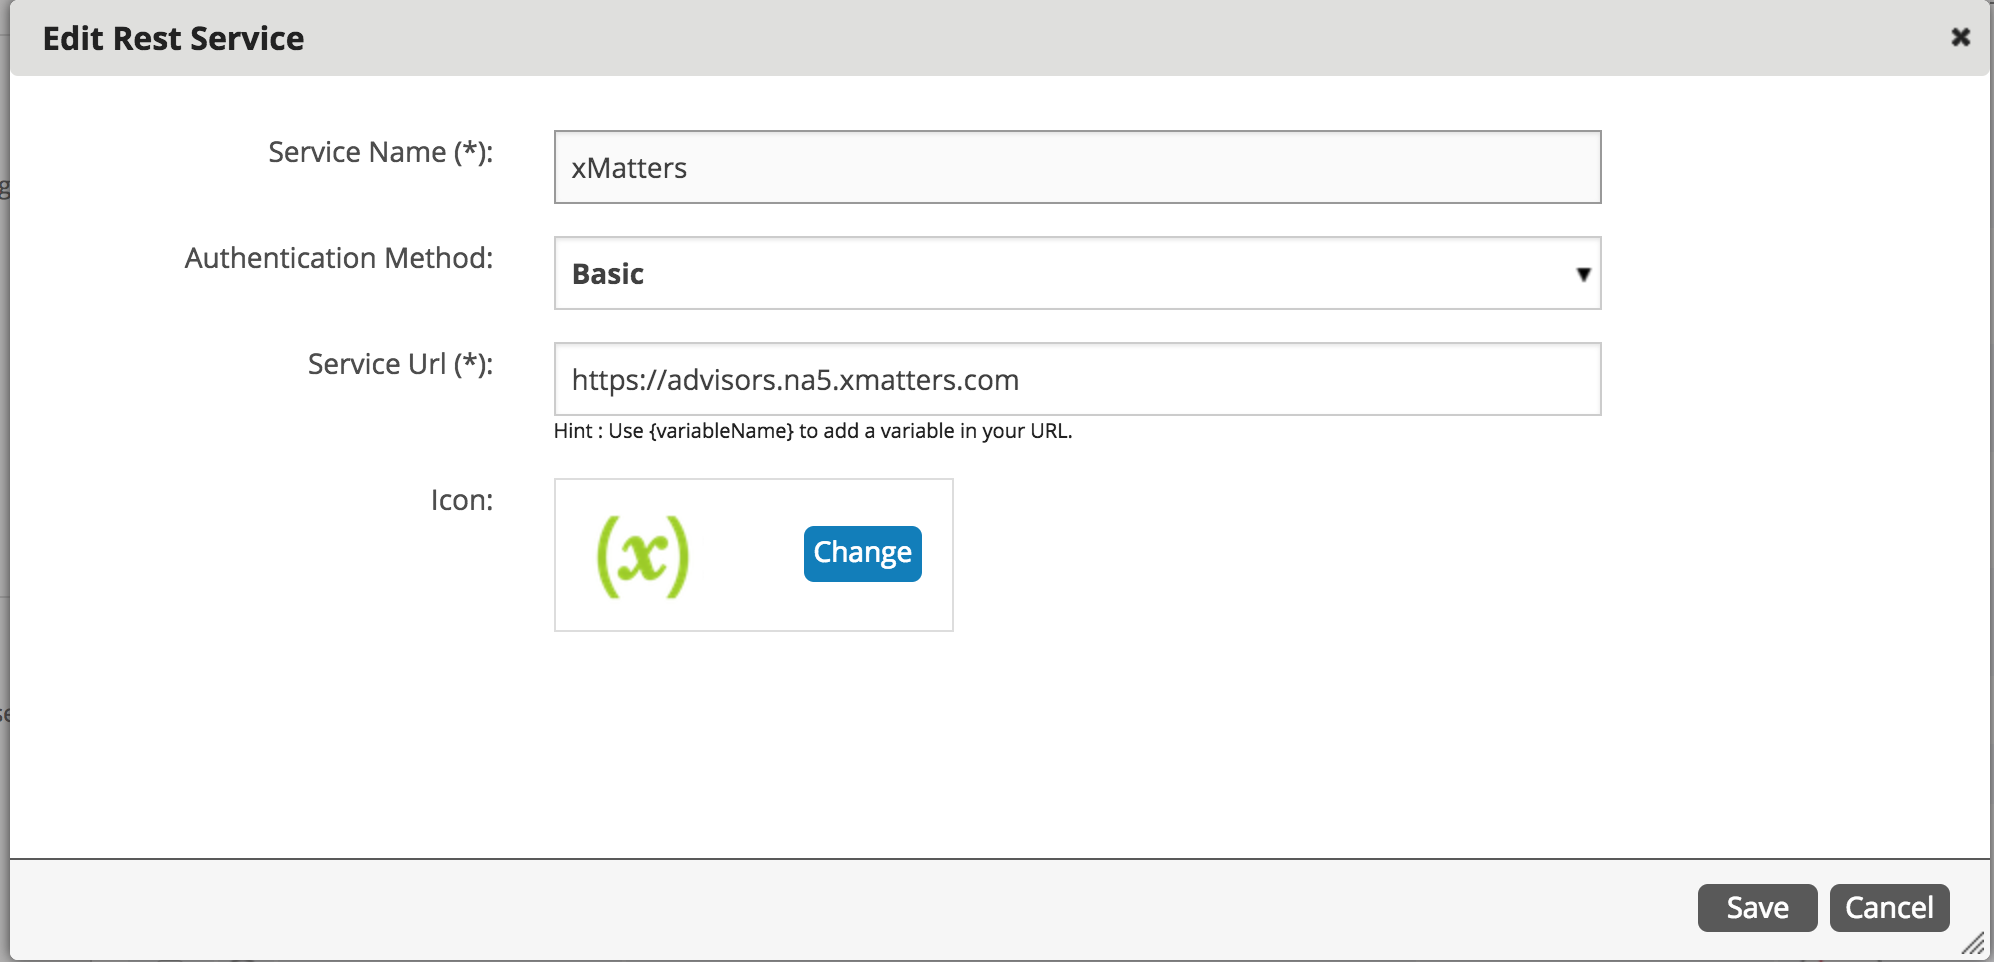 Edit Rest Service ✖
Service Name (*):
xMatters
Authentication Method:
Basic
Service Url (*):
https://advisors.na5.xmatters.com
Hint : Use {variableName} to add a variable in your URL.
Icon:
(x)
Change
Save
Cancel